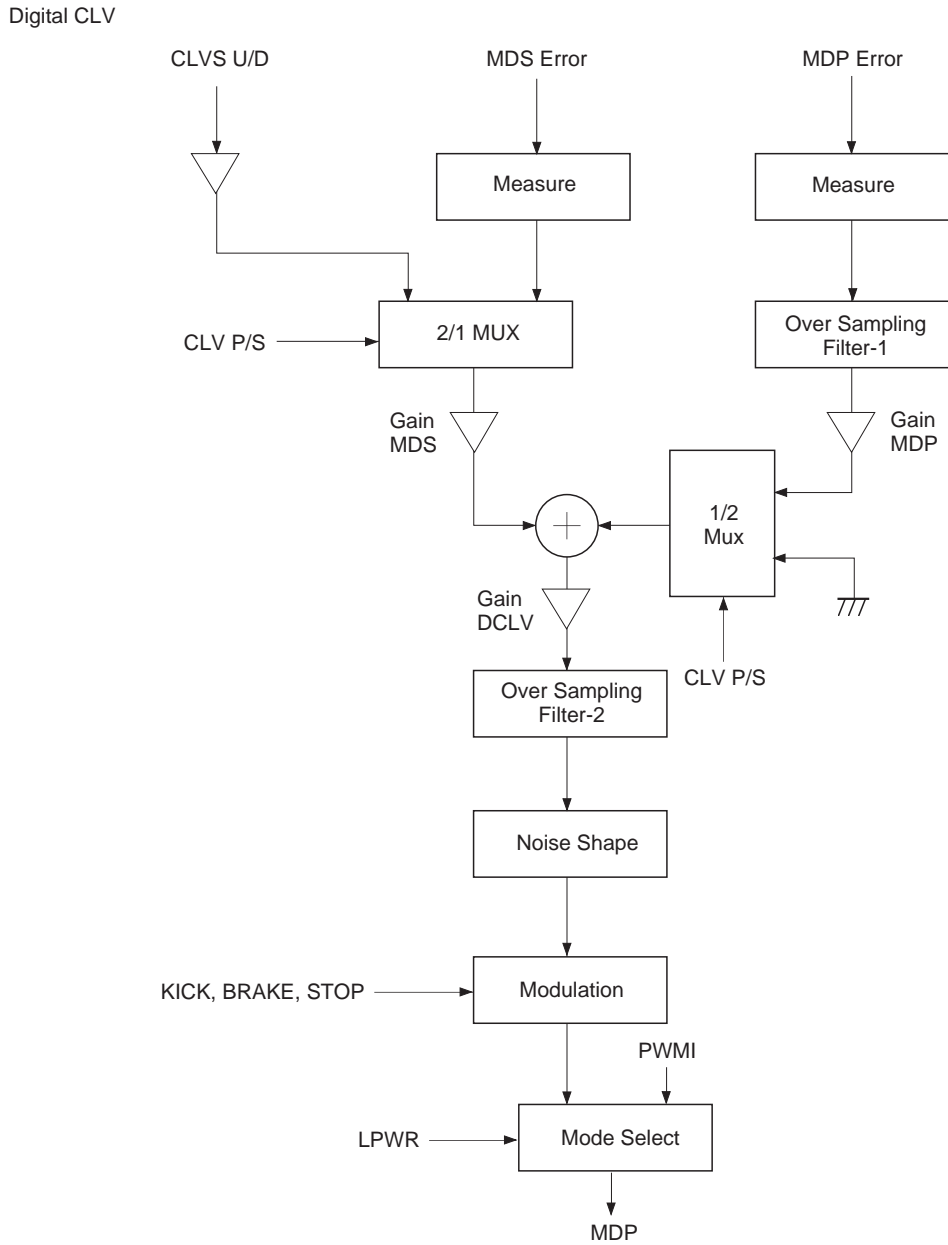 Digital CLV
CLVS U/D
MDS Error
MDP Error
Measure
Measure
CLV P/S
2/1 MUX
Over Sampling
Filter-1
Gain
MDS
Gain
MDP
1/2
Mux
Gain
DCLV
CLV P/S
Over Sampling
Filter-2
Noise Shape
KICK, BRAKE, STOP
Modulation
PWMI
LPWR
Mode Select
MDP